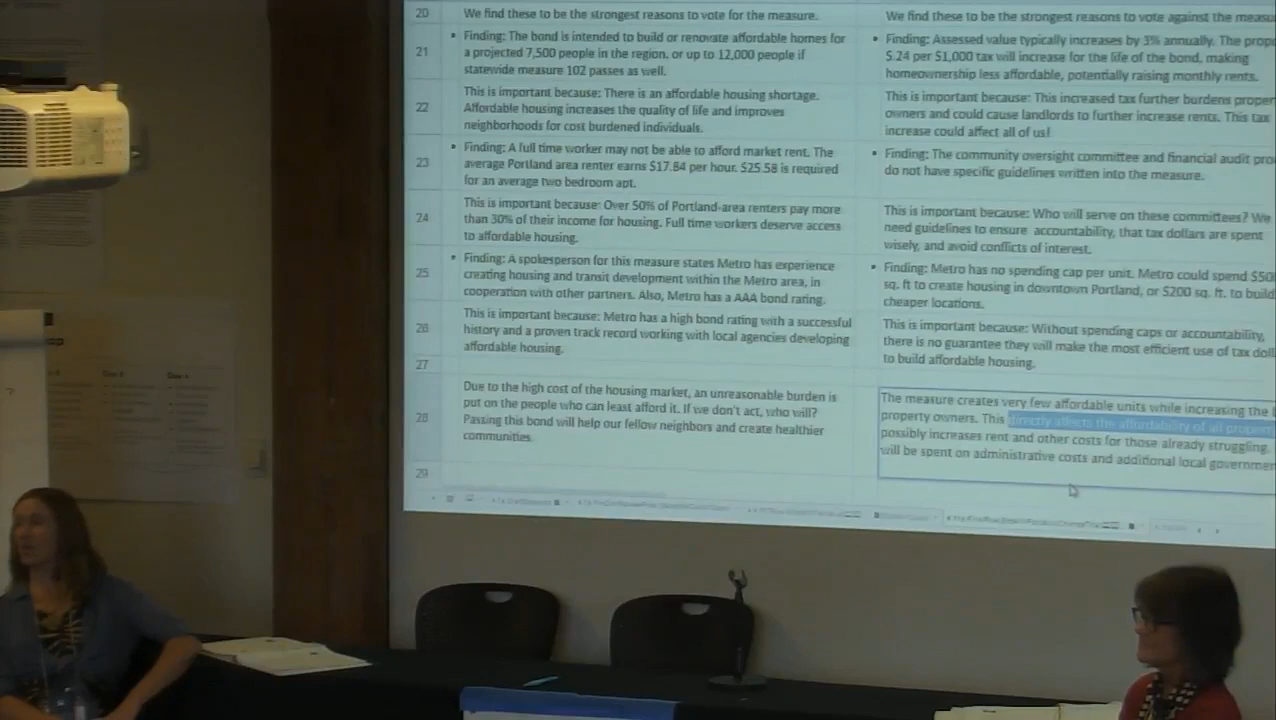 20
We find these to be the strongest reasons to vote for the measure.
21
• Finding: The bond is intended to build or renovate affordable homes for
a projected 7,500 people in the region, or up to 12,000 people if
statewide measure 102 passes as well.
22
This is important because: There is an affordable housing shortage.
Affordable housing increases the quality of life and improves
neighborhoods for cost burdened individuals.
23
• Finding: A full time worker may not be able to afford market rent. The
average Portland area renter earns $17.84 per hour. $25.58 is required
for an average two bedroom apt.
24
This is important because: Over 50% of Portland-area renters pay more
than 30% of their income for housing. Full time workers deserve access
to affordable housing.
25
• Finding: A spokesperson for this measure states Metro has experience
creating housing and transit development within the Metro area, in
cooperation with other partners. Also, Metro has a AAA bond rating.
26
This is important because: Metro has a high bond rating with a successful
history and a proven track record working with local agencies developing
affordable housing.
27
28
Due to the high cost of the housing market, an unreasonable burden is
put on the people who can least afford it. If we don't act, who will?
Passing this bond will help our fellow neighbors and create healthier
communities.
29
We find these to be the strongest reasons to vote against the
• Finding: Assessed value typically increases by 3% annually. The
$.24 per $1,000 tax will increase for the life of the bond, making
homeownership less affordable, potentially raising monthly rents.
This is important because: This increased tax further burdens
owners and could cause landlords to further increase rents. This tax
increase could affect all of us!
• Finding: The community oversight committee and financial audit
do not have specific guidelines written into the measure.
This is important because: Who will serve on these committees? We
need guidelines to ensure accountability, that tax dollars are spent
wisely, and avoid conflicts of interest.
• Finding: Metro has no spending cap per unit. Metro could spend
sq. ft to create housing in downtown Portland, or $200 sq. ft. to build
cheaper locations.
This is important because: Without spending caps or accountability,
there is no guarantee they will make the most efficient use of tax
to build affordable housing.
The measure creates very few affordable units while increasing the
property owners. This directly affects the affordability of all
possibly increases rent and other costs for those already struggling.
will be spent on administrative costs and additional local